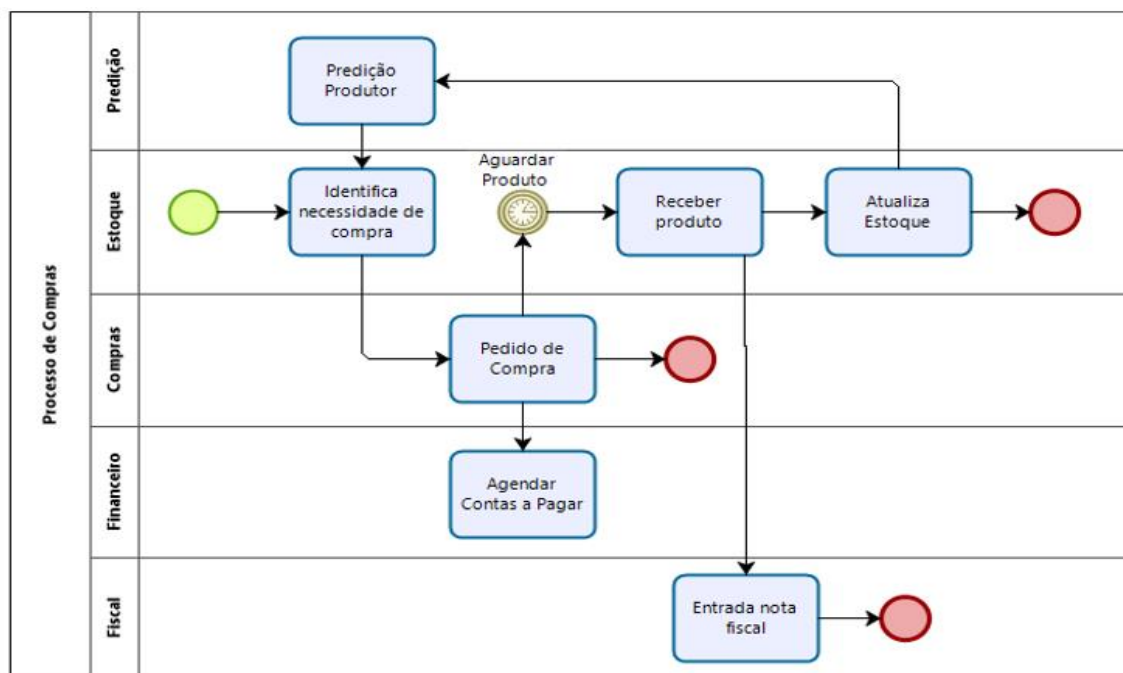 Processo de Compras
Predição
Predição
Produtor
Estoque
Identifica
necessidade de
compra
Aguardar
Produto
Receber
produto
Atualiza
Estoque
Compras
Pedido de
Compra
Financeiro
Agendar
Contas a Pagar
Fiscal
Entrada nota
fiscal